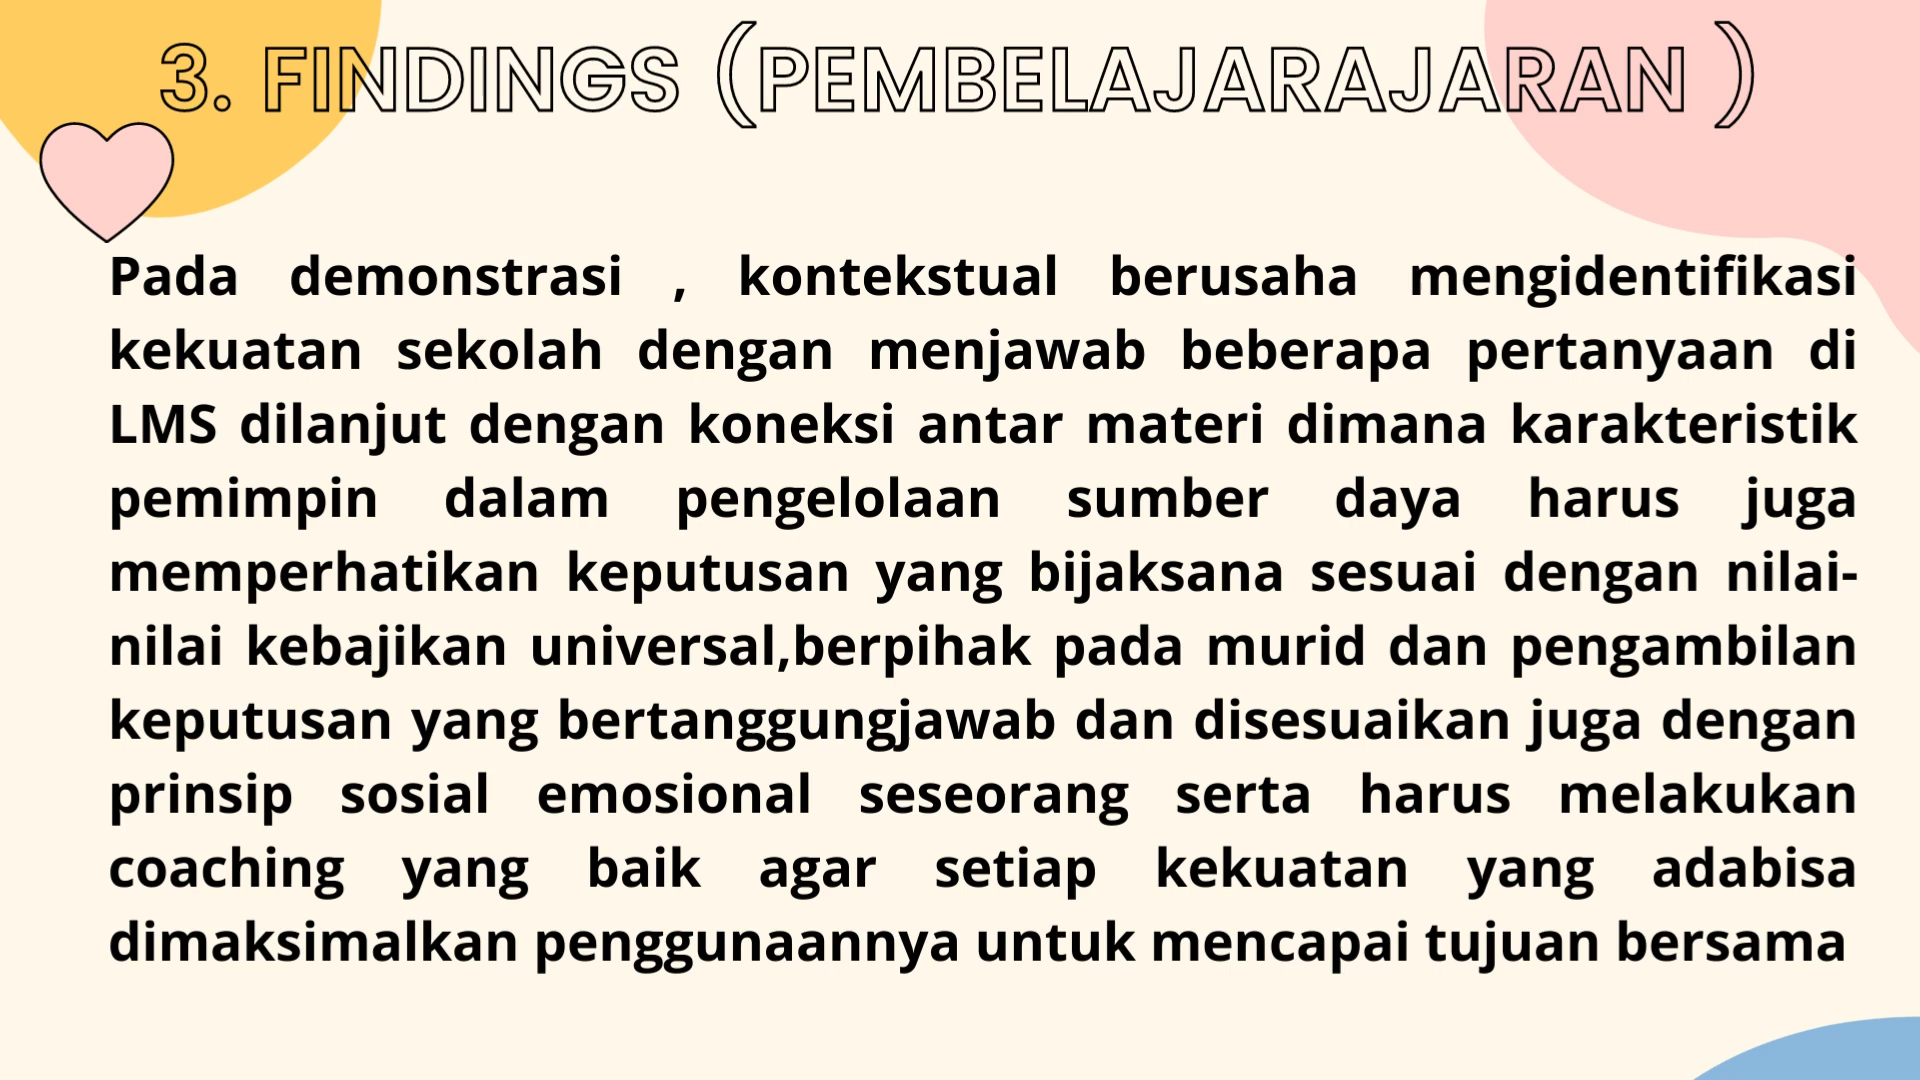 3. FINDINGS (PEMBELAJARAJARAN )
Pada demonstrasi , kontekstual berusaha mengidentifikasi
kekuatan sekolah dengan menjawab beberapa pertanyaan di
LMS dilanjut dengan koneksi antar materi dimana karakteristik
pemimpin dalam pengelolaan sumber daya harus juga
memperhatikan keputusan yang bijaksana sesuai dengan nilai-
nilai kebajikan universal,berpihak pada murid dan pengambilan
keputusan yang bertanggungjawab dan disesuaikan juga dengan
prinsip sosial emosional seseorang serta harus melakukan
coaching yang baik agar setiap kekuatan yang adabisa
dimaksimalkan penggunaannya untuk mencapai tujuan bersama